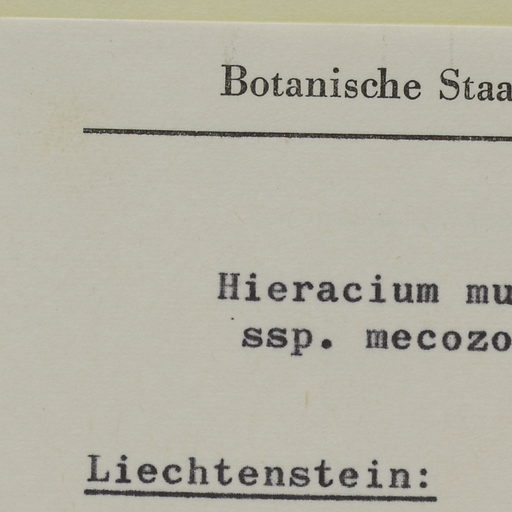 Botanische Staa
Hieracium mu
ssp. mecozo
Liechtenstein: